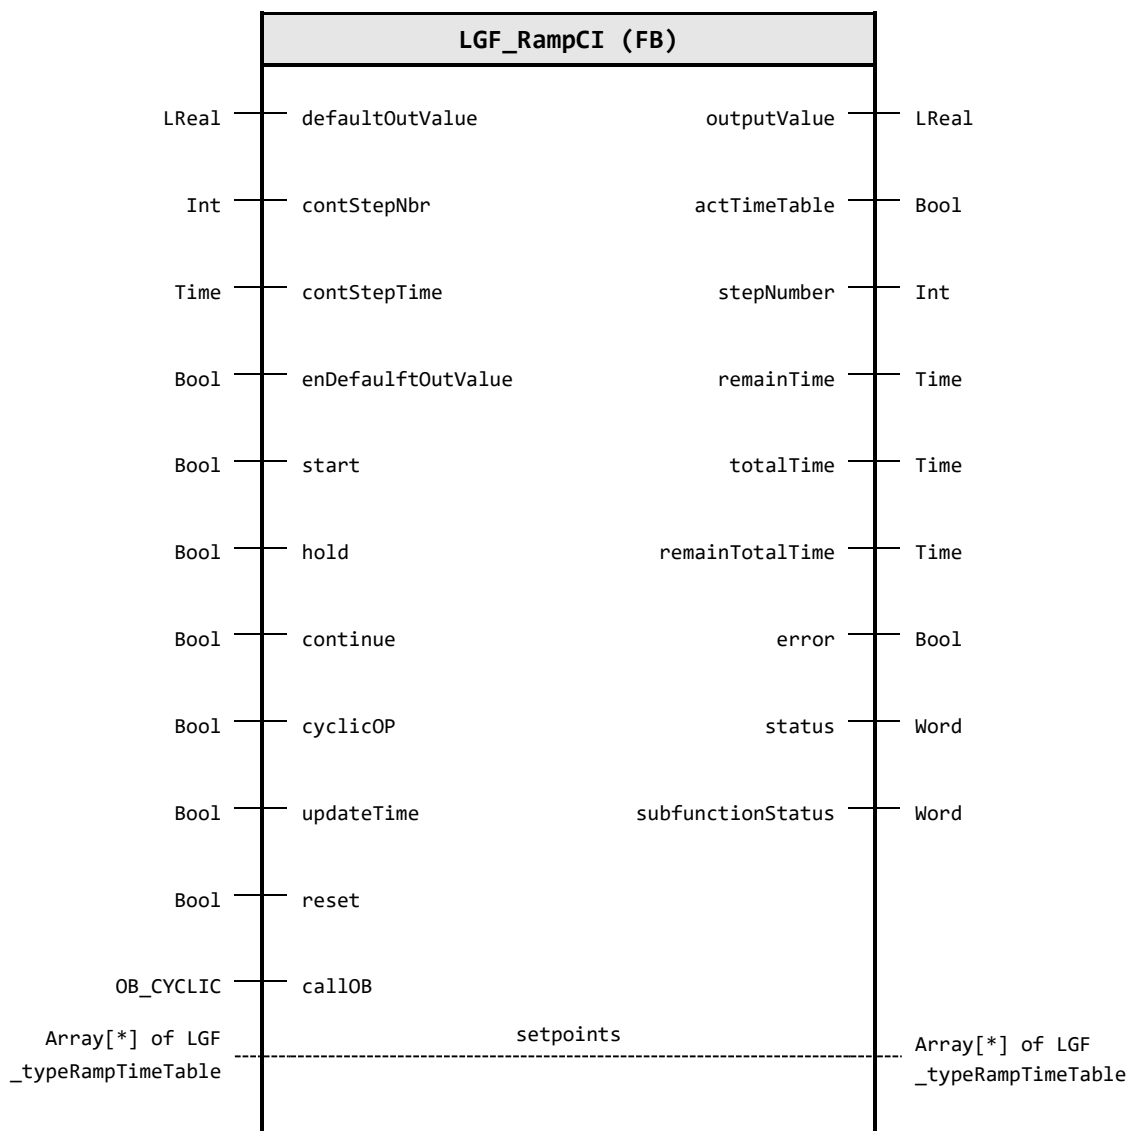 LGF_RampCI (FB)
LReal defaultOutValue outputValue LReal
Int contStepNbr actTimeTable Bool
Time contStepTime stepNumber Int
Bool enDefaulftOutValue remainTime Time
Bool start totalTime Time
Bool hold remainTotalTime Time
Bool continue error Bool
Bool cyclicOP status Word
Bool updateTime subfunctionStatus Word
Bool reset
OB_CYCLIC callOB
setpoints
Array[*] of LGF
_typeRampTimeTable
Array[*] of LGF
_typeRampTimeTable